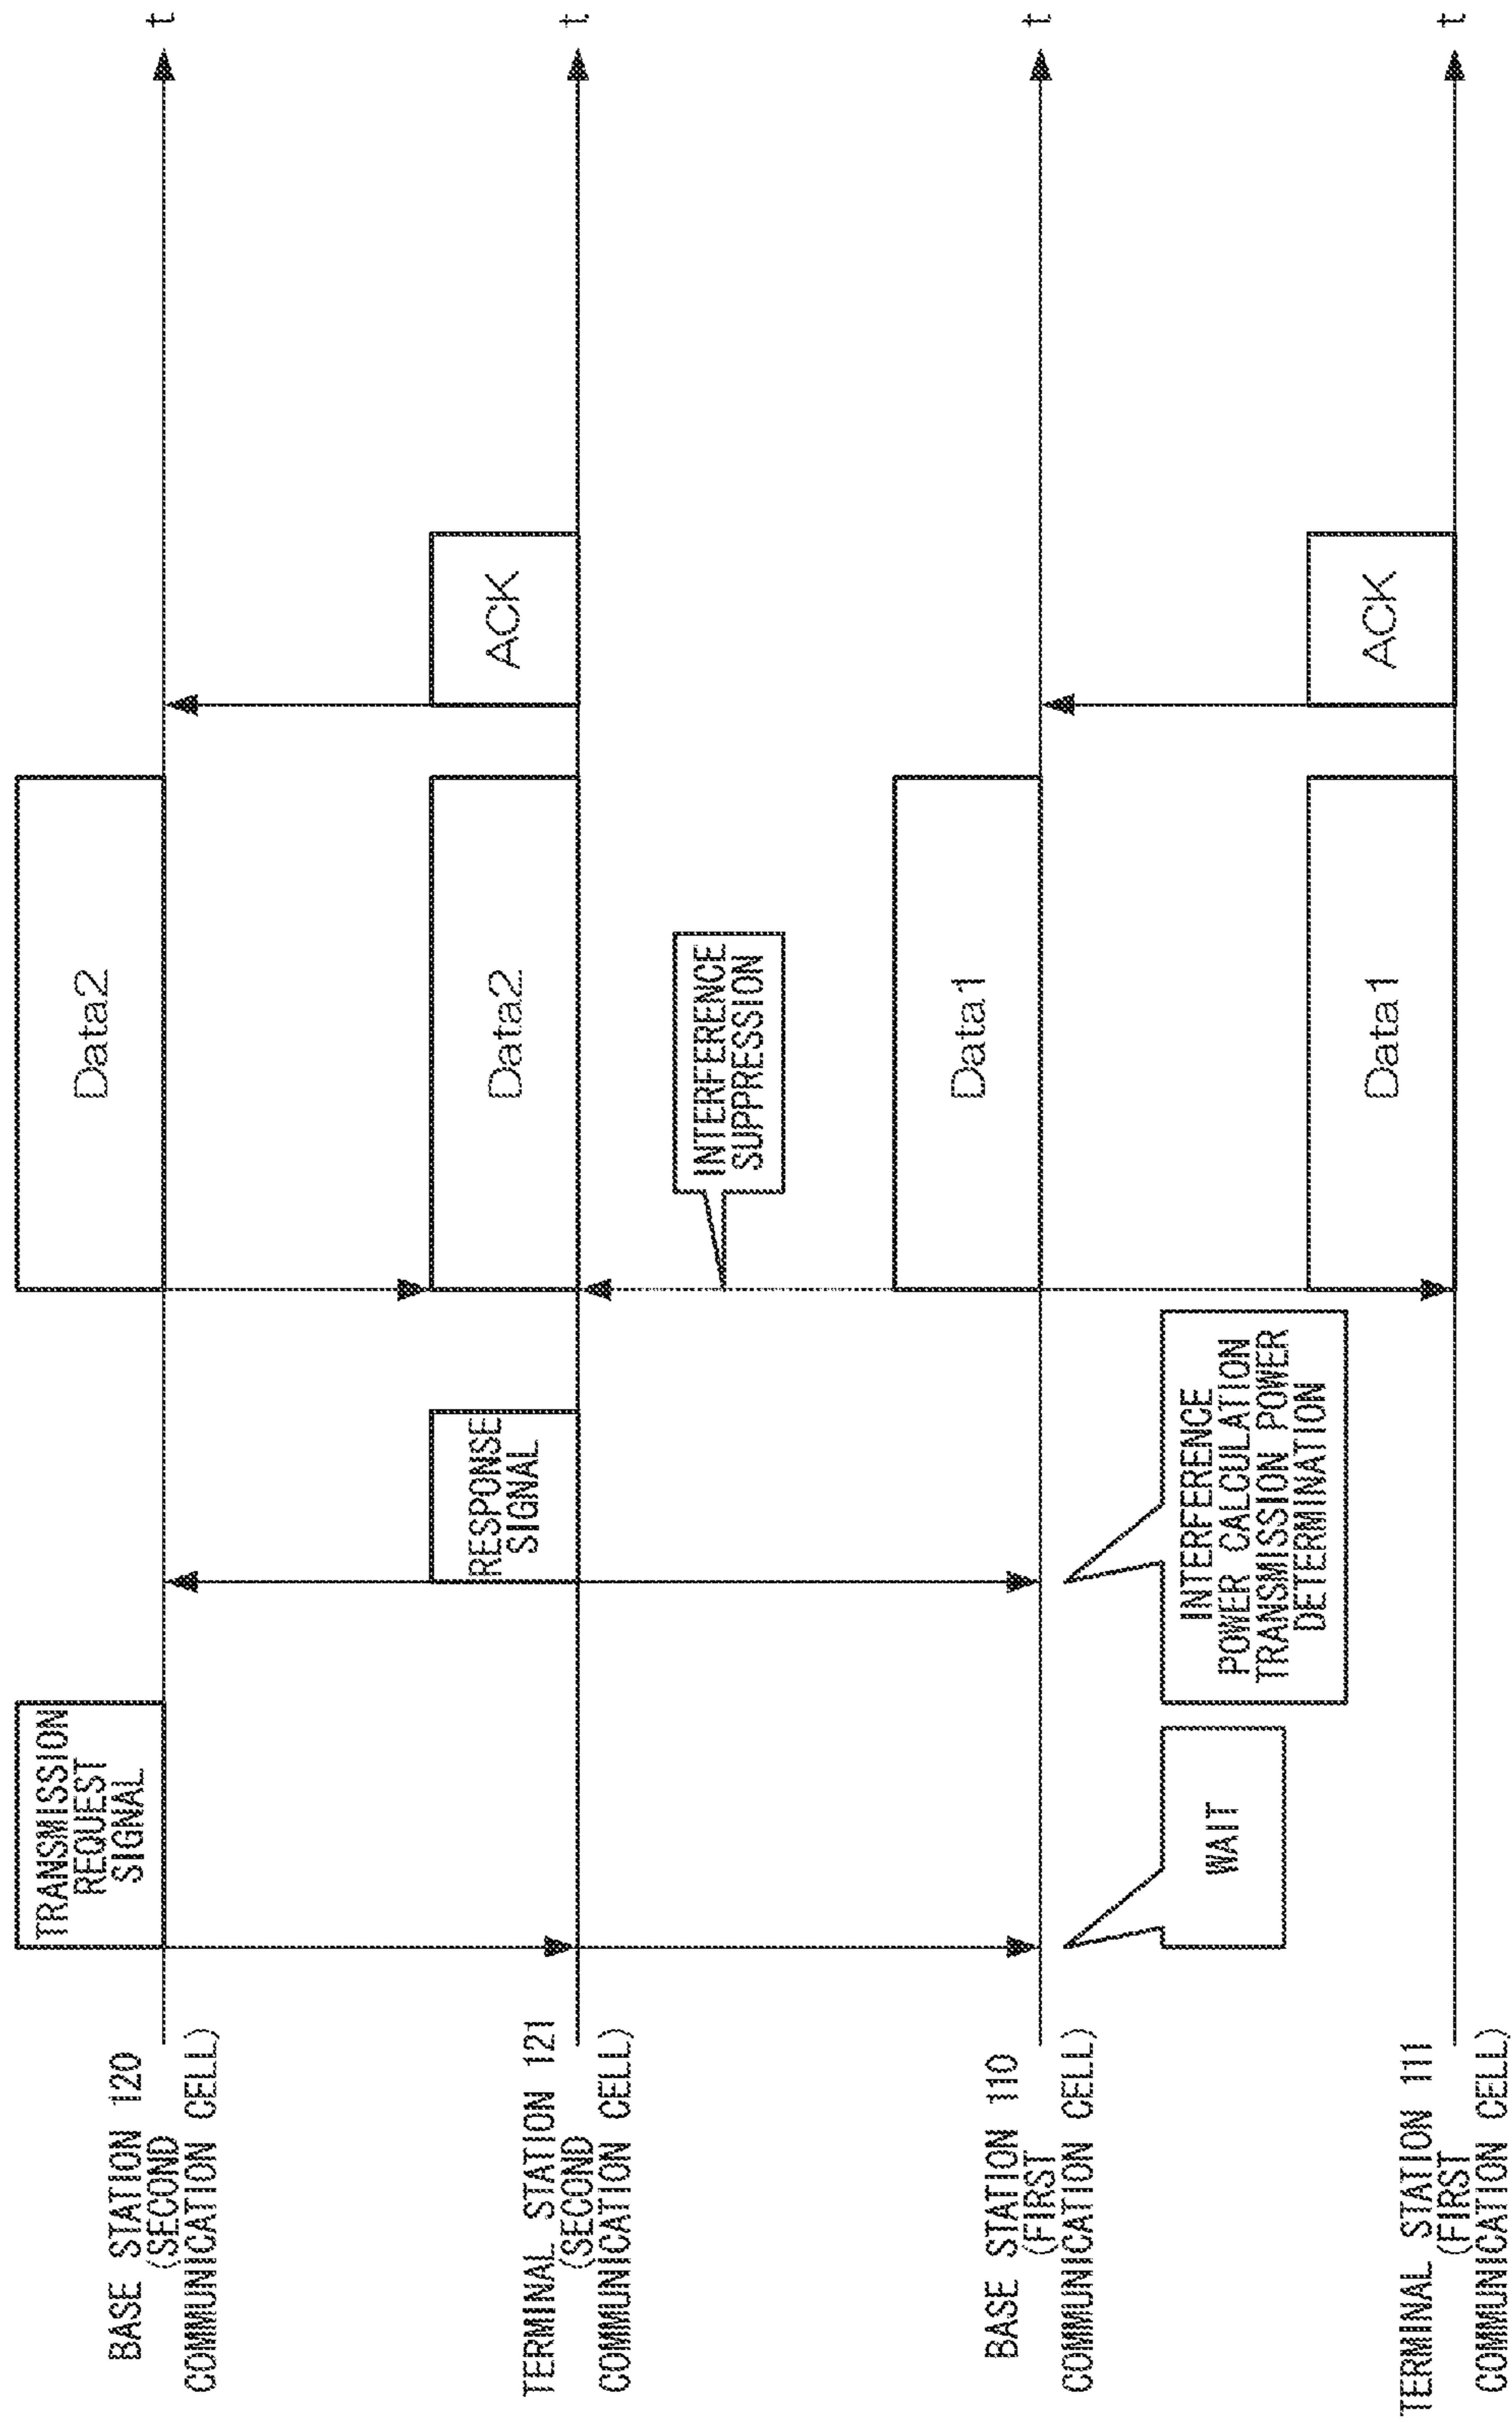 BASE STATION 120
(SECOND
COMMUNICATION CELL)
TRANSMISSION
REQUEST
SIGNAL
Data2
t
TERMINAL STATION 121
(SECOND
COMMUNICATION CELL)
RESPONSE
SIGNAL
Data2
ACK
t
INTERFERENCE
SUPPRESSION
BASE STATION 110
(FIRST
COMMUNICATION CELL)
Data1
t
WAIT
INTERFERENCE
POWER CALCULATION
TRANSMISSION POWER
DETERMINATION
TERMINAL STATION 111
(FIRST
COMMUNICATION CELL)
Data1
ACK
t